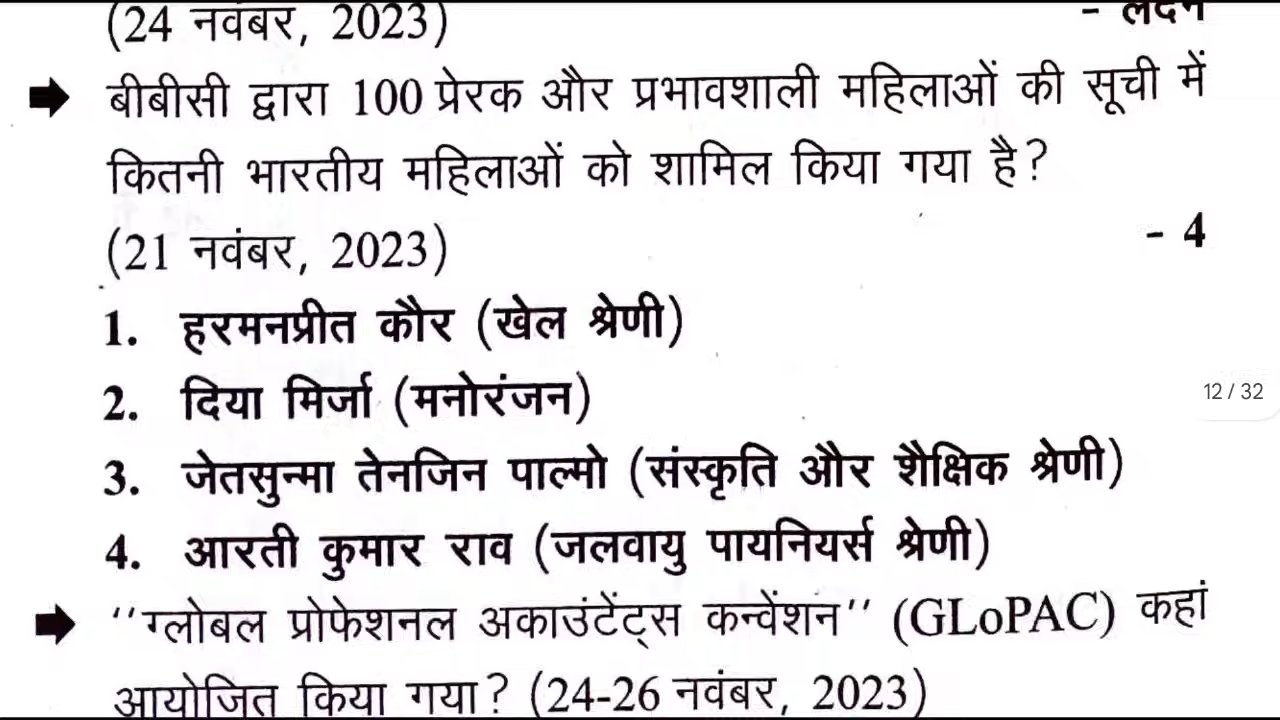 (24 नवंबर, 2023) - लंदन
➡ बीबीसी द्वारा 100 प्रेरक और प्रभावशाली महिलाओं की सूची में
कितनी भारतीय महिलाओं को शामिल किया गया है?
(21 नवंबर, 2023) - 4
1. हरमनप्रीत कौर (खेल श्रेणी)
2. दिया मिर्जा (मनोरंजन)
3. जेतसुन्मा तेनजिन पाल्मो (संस्कृति और शैक्षिक श्रेणी)
4. आरती कुमार राव (जलवायु पायनियर्स श्रेणी)
➡ ''ग्लोबल प्रोफेशनल अकाउंटेंट्स कन्वेंशन'' (GLoPAC) कहां
आयोजित किया गया? (24-26 नवंबर, 2023)
12 / 32